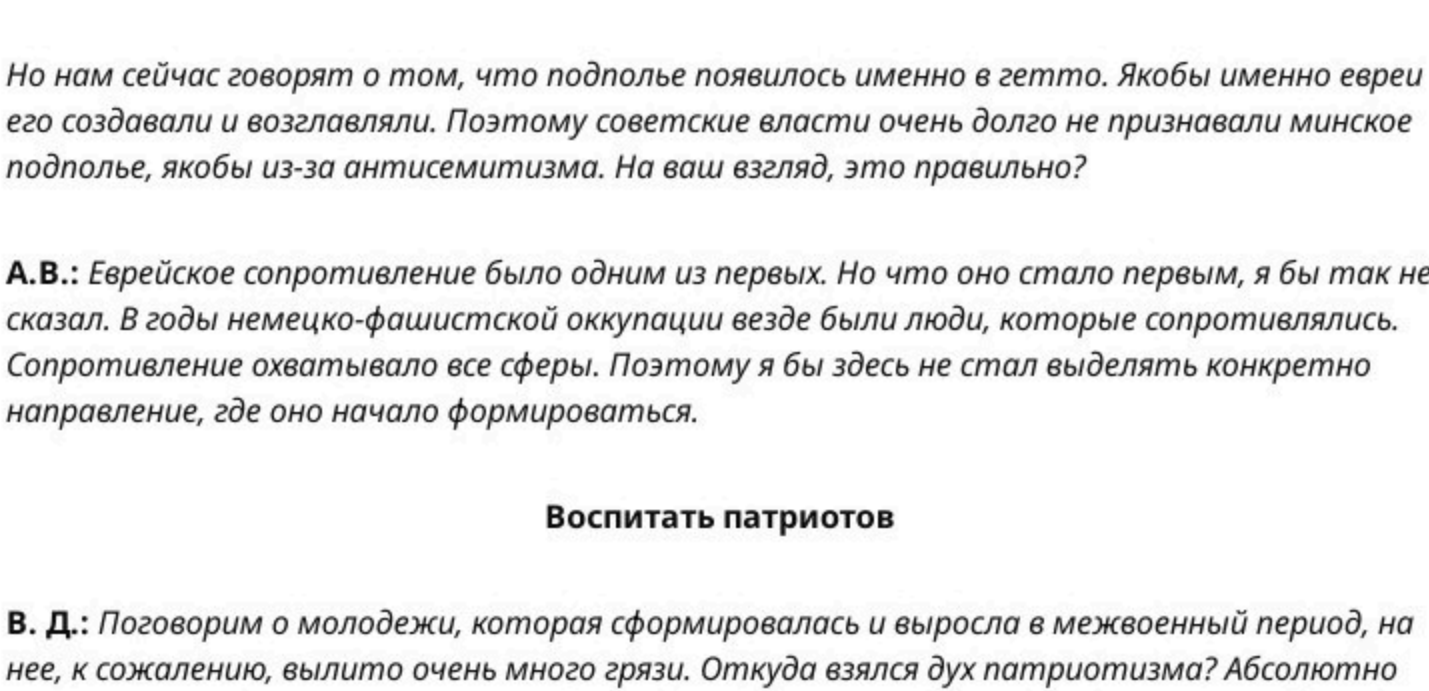 Но нам сейчас говорят о том, что подполье появилось именно в гетто. Якобы именно евреи
его создавали и возглавляли. Поэтому советские власти очень долго не признавали минское
подполье, якобы из-за антисемитизма. На ваш взгляд, это правильно?
А.В.: Еврейское сопротивление было одним из первых. Но что оно стало первым, я бы так не
сказал. В годы немецко-фашистской оккупации везде были люди, которые сопротивлялись.
Сопротивление охватывало все сферы. Поэтому я бы здесь не стал выделять конкретно
направление, где оно начало формироваться.
Воспитать патриотов
В. Д.: Поговорим о молодежи, которая сформировалась и выросла в межвоенный период, на
нее, к сожалению, вылито очень много грязи. Откуда взялся дух патриотизма? Абсолютно